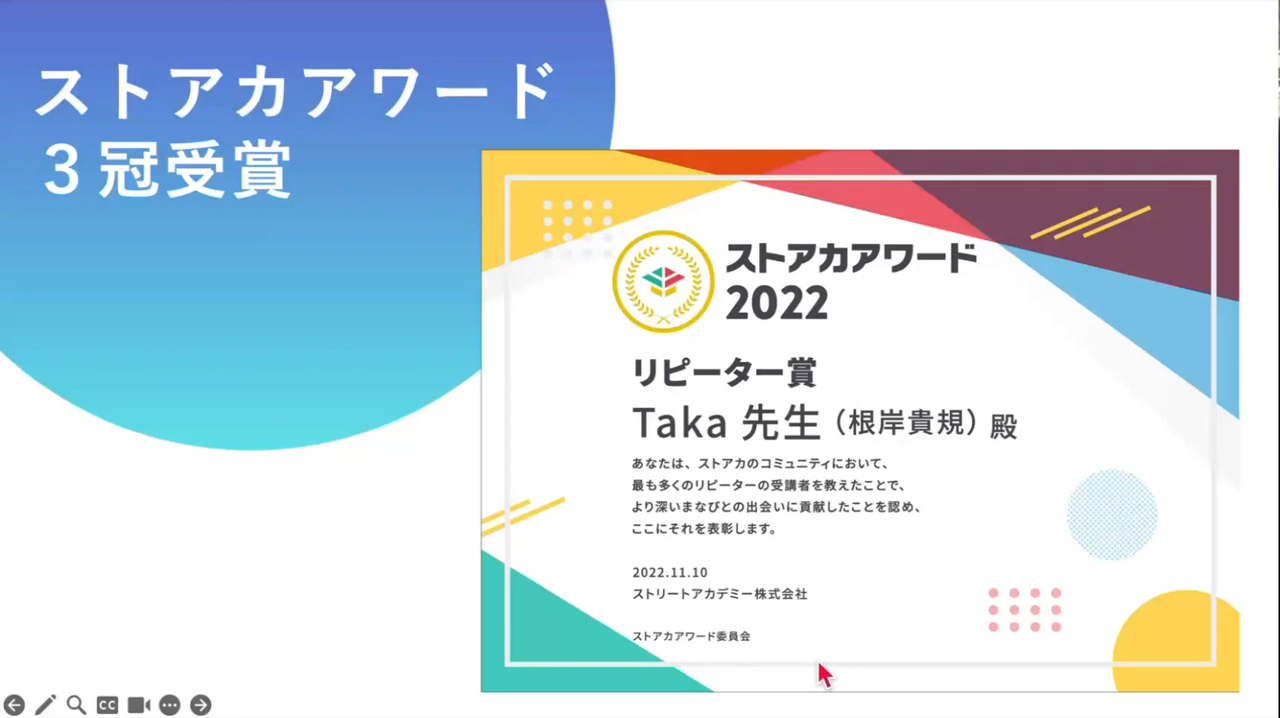 ストアカアワード
３冠受賞
ストアカアワード
2022
リピーター賞
Taka 先生（根岸貴規）殿
あなたは、ストアカのコミュニティにおいて、
最も多くのリピーターの受講者を教えたことで、
より深いまなびとの出会いに貢献したことを認め、
ここにそれを表彰します。
2022.11.10
ストリートアカデミー株式会社
ストアカアワード委員会
CC